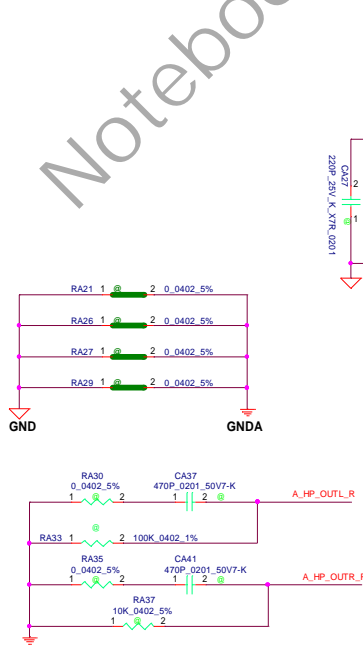 Noteboo
CA27
220P_25V_K_X7R_0201
2
@
1
RA21 1 @ 2 0_0402_5%
RA26 1 @ 2 0_0402_5%
RA27 1 @ 2 0_0402_5%
RA29 1 @ 2 0_0402_5%
GND
GNDA
RA30
0_0402_5%
1 @ 2
CA37
470P_0201_50V7-K
1 2 @
A_HP_OUTL_R
@
RA33 1 2 100K_0402_1%
RA35
0_0402_5%
1 @ 2
CA41
470P_0201_50V7-K
1 2 @
A_HP_OUTR_R
RA37
10K_0402_5%
1 @ 2